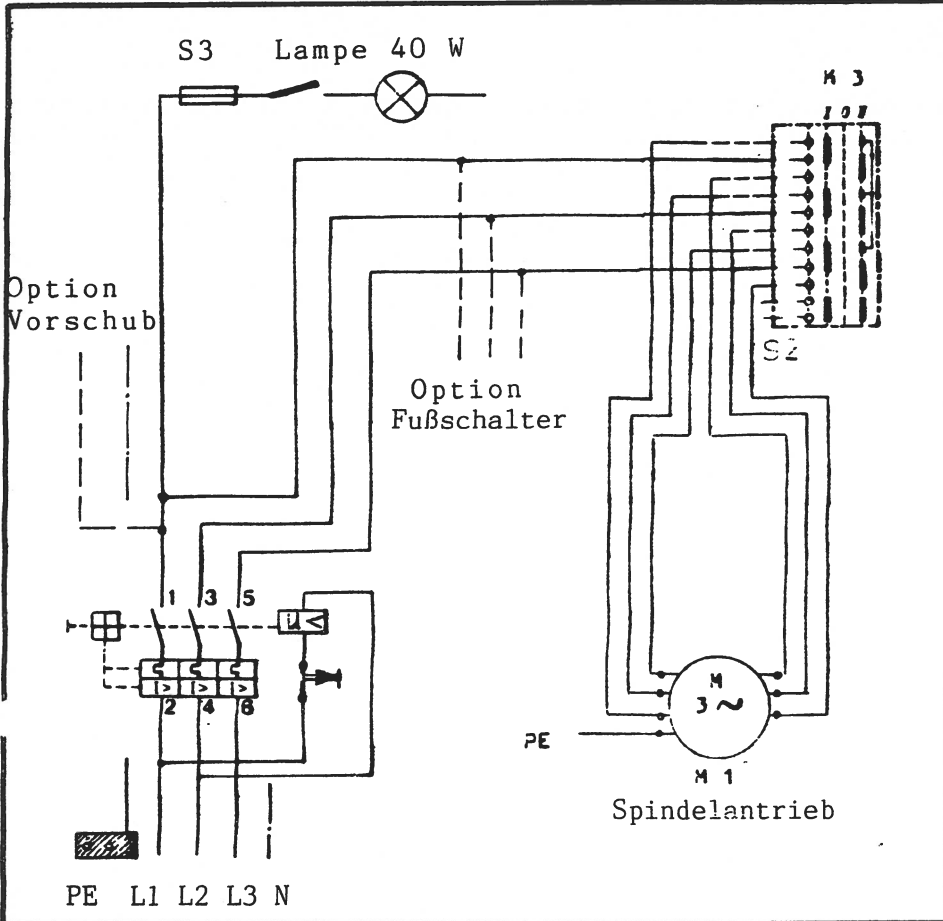 S3 Lampe 40 W
K 3
I 0 II
Option
Vorschub
S2
Option
Fußschalter
1 3 5
U <
I> I> I>
2 4 6
M
3 ~
PE
M 1
Spindelantrieb
PE L1 L2 L3 N